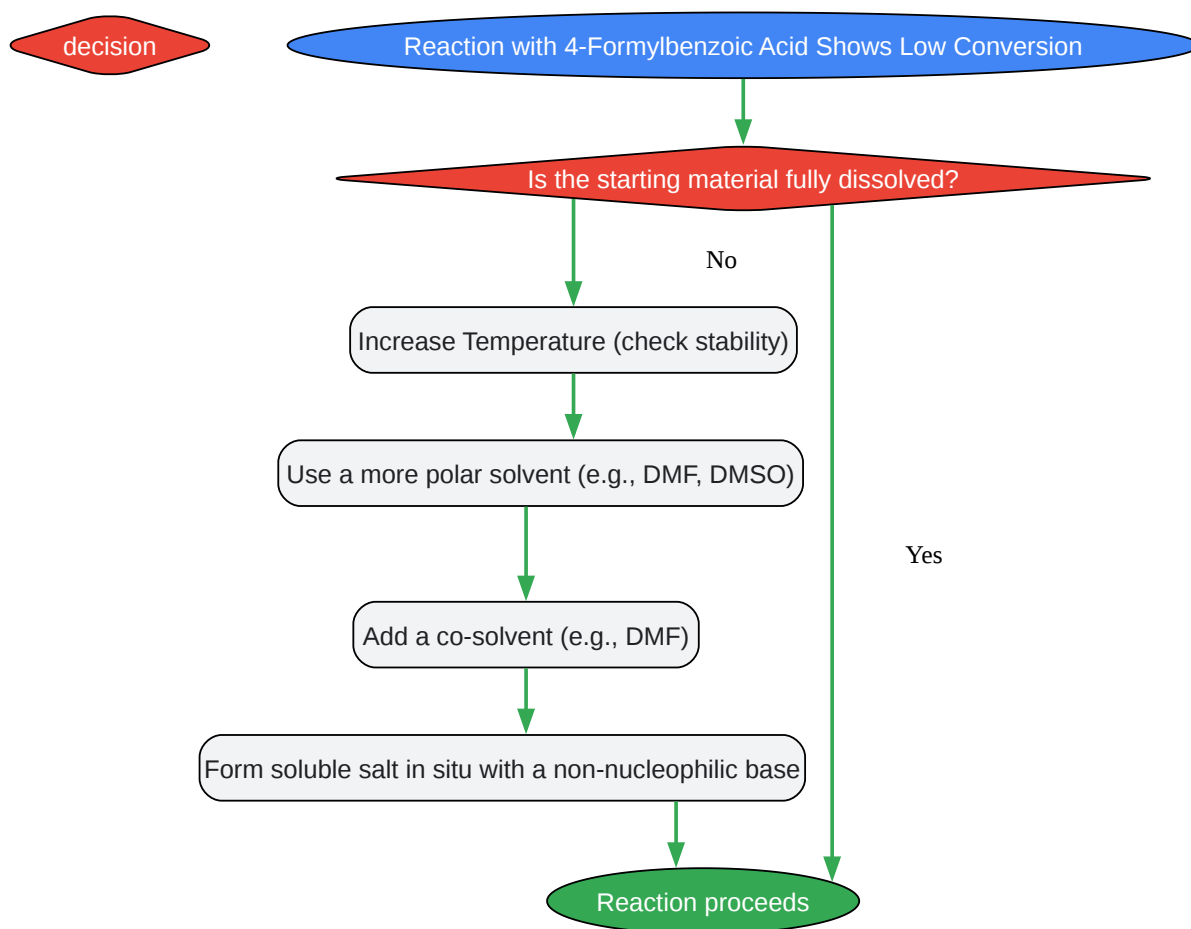 decision
Reaction with 4-Formylbenzoic Acid Shows Low Conversion
Is the starting material fully dissolved?
No
Increase Temperature (check stability)
Use a more polar solvent (e.g., DMF, DMSO)
Yes
Add a co-solvent (e.g., DMF)
Form soluble salt in situ with a non-nucleophilic base
Reaction proceeds